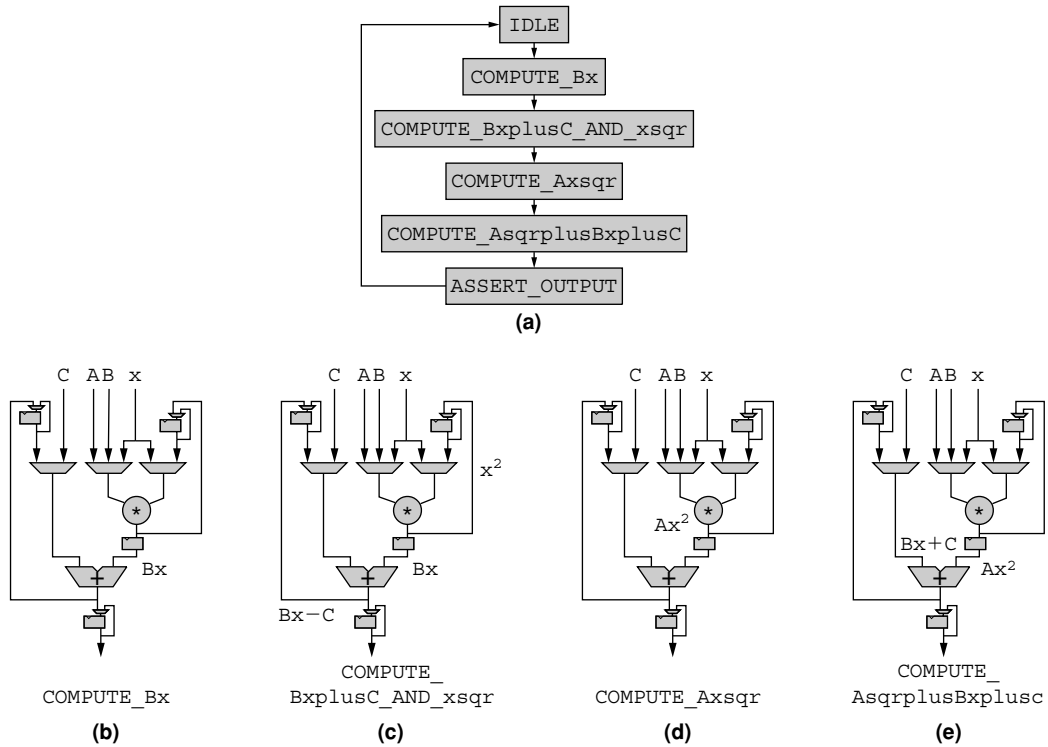 IDLE
COMPUTE_Bx
COMPUTE_BxplusC_AND_xsqr
COMPUTE_Axsqr
COMPUTE_AsqrplusBxplusC
ASSERT_OUTPUT
(a)
C AB x
*
Bx
+
COMPUTE_Bx
(b)
C AB x
x²
*
Bx
+
Bx−C
COMPUTE_
BxplusC_AND_xsqr
(c)
C AB x
*
Ax²
+
COMPUTE_Axsqr
(d)
C AB x
*
Bx+C
Ax²
+
COMPUTE_
AsqrplusBxplusc
(e)